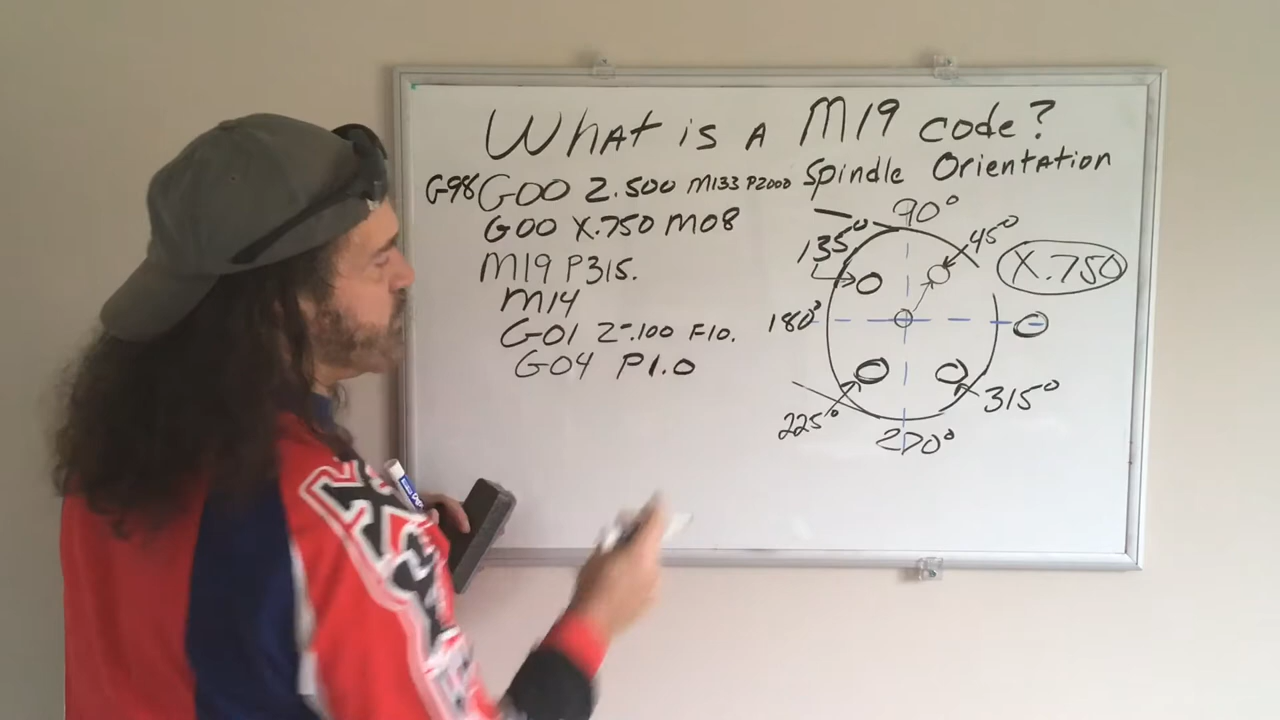 What is A M19 code?
Spindle Orientation
G98 G00 Z.500 M133 P2000
G00 X.750 M08
M19 P315.
M14
G01 Z-.100 F10.
G04 P1.0
90°
135°
45°
X.750
180°
225°
315°
270°